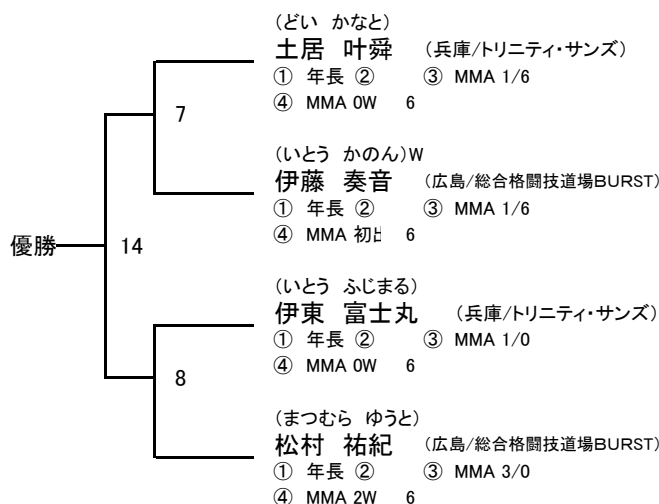 (どい かなと)
土居 叶舜 (兵庫/トリニティ・サンズ)
① 年長 ② ③ MMA 1/6
④ MMA 0W 6
7
(いとう かのん)W
伊藤 奏音 (広島/総合格闘技道場BURST)
① 年長 ② ③ MMA 1/6
④ MMA 初出 6
優勝 14
(いとう ふじまる)
伊東 富士丸 (兵庫/トリニティ・サンズ)
① 年長 ② ③ MMA 1/0
④ MMA 0W 6
8
(まつむら ゆうと)
松村 祐紀 (広島/総合格闘技道場BURST)
① 年長 ② ③ MMA 3/0
④ MMA 2W 6